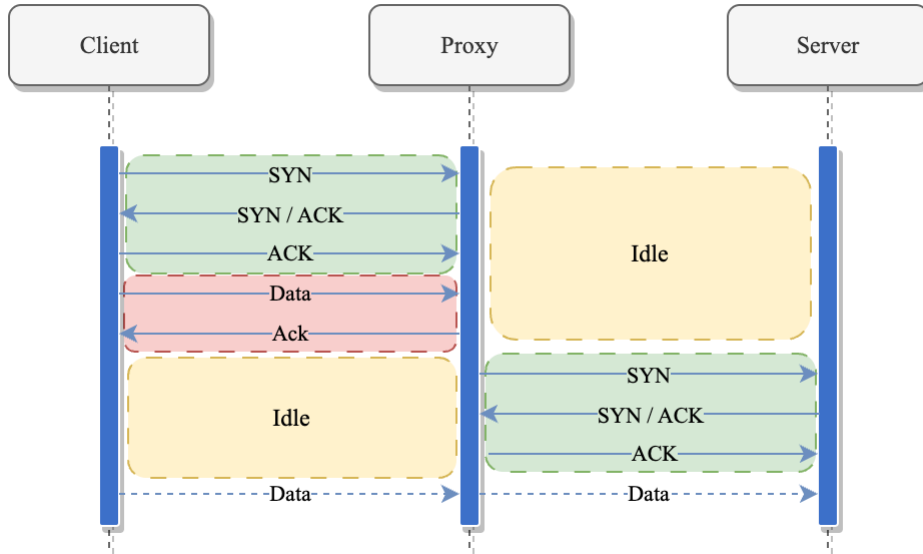 Client
Proxy
Server
SYN
SYN / ACK
ACK
Idle
Data
Ack
Idle
SYN
SYN / ACK
ACK
Data
Data